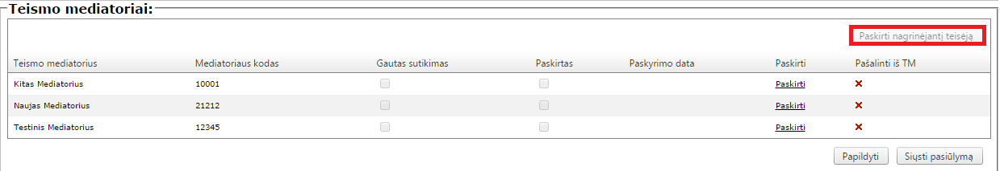 Teismo mediatoriai:
Paskirti nagrinėjantį teisėją
Teismo mediatorius Mediatoriaus kodas Gautas sutikimas Paskirtas Paskyrimo data Paskirti Pašalinti iš TM
Kitas Mediatorius 10001 Paskirti
Naujas Mediatorius 21212 Paskirti
Testinis Mediatorius 12345 Paskirti
Papildyti Siųsti pasiūlymą